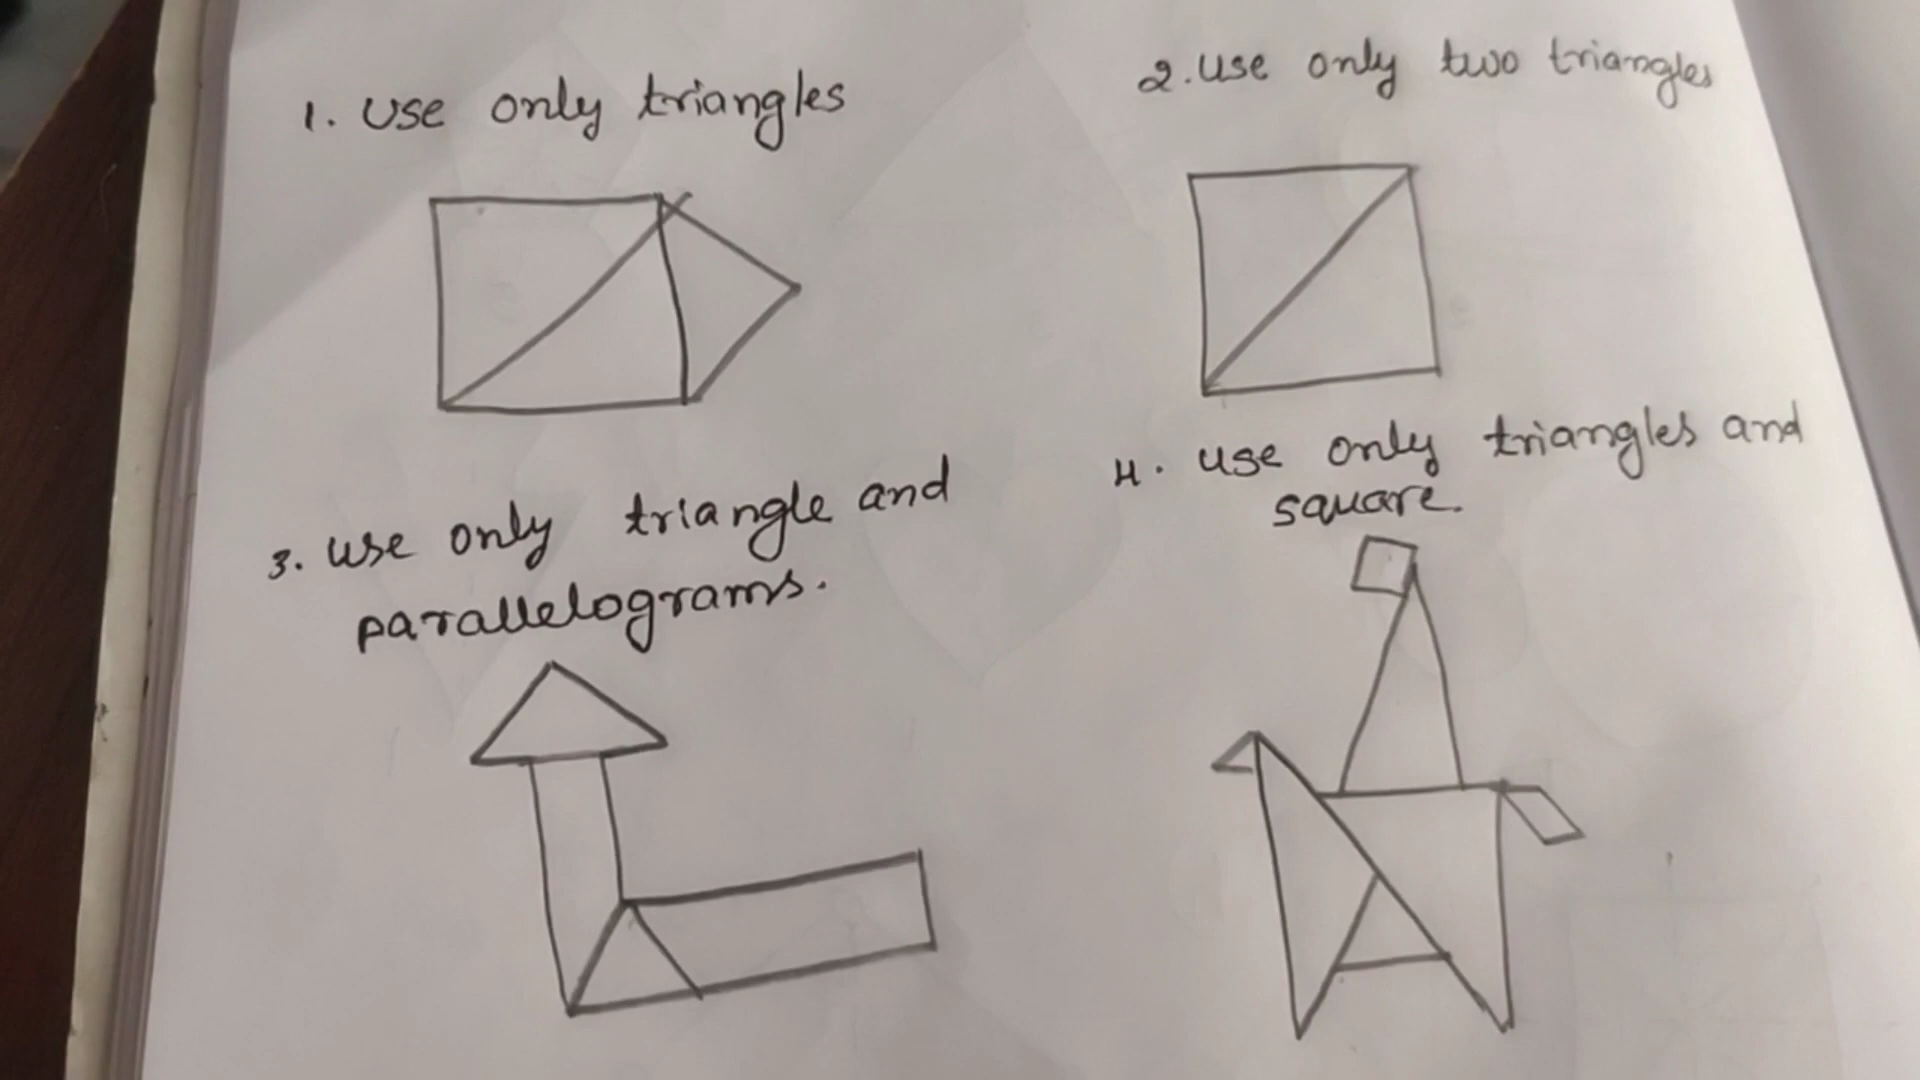 1. Use only triangles
2. use only two triangles
3. use only triangle and
parallelograms.
4. use only triangles and
square.